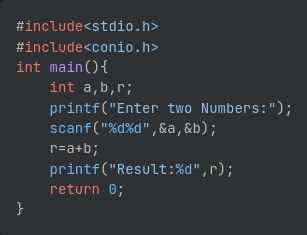 #include<stdio.h>
#include<conio.h>
int main(){
    int a,b,r;
    printf("Enter two Numbers:");
    scanf("%d%d",&a,&b);
    r=a+b;
    printf("Result:%d",r);
    return 0;
}